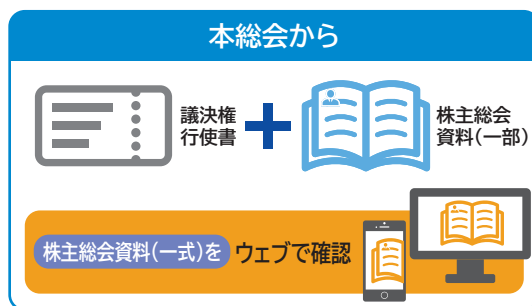 本総会から
議決権
行使書
株主総会
資料(一部)
株主総会資料(一式)を ウェブで確認